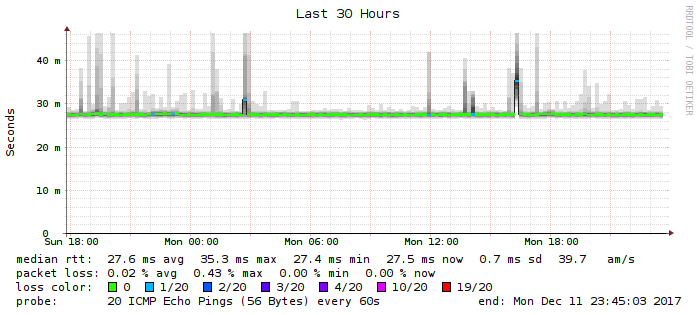 Last 30 Hours
RRDTOOL / TOBI OETIKER
Seconds
40 m
30 m
20 m
10 m
0
Sun 18:00 Mon 00:00 Mon 06:00 Mon 12:00 Mon 18:00
median rtt: 27.6 ms avg 35.3 ms max 27.4 ms min 27.5 ms now 0.7 ms sd 39.7 am/s
packet loss: 0.02 % avg 0.43 % max 0.00 % min 0.00 % now
loss color: 0 1/20 2/20 3/20 4/20 10/20 19/20
probe: 20 ICMP Echo Pings (56 Bytes) every 60s end: Mon Dec 11 23:45:03 2017